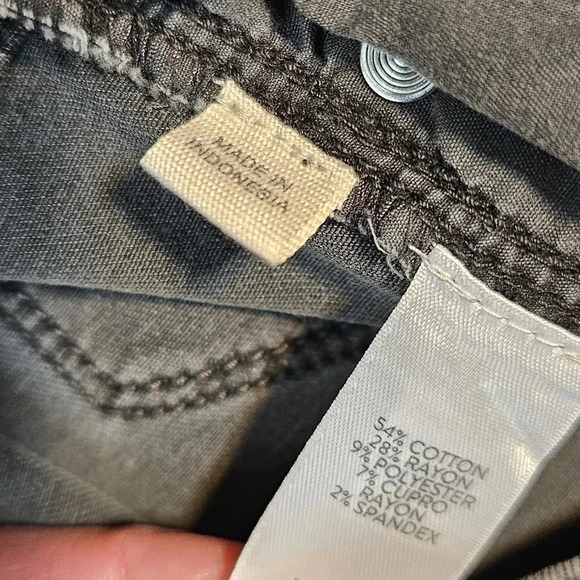 MADE IN
INDONESIA
54% COTTON
28% RAYON
9% POLYESTER
7% CUPRO
RAYON
2% SPANDEX